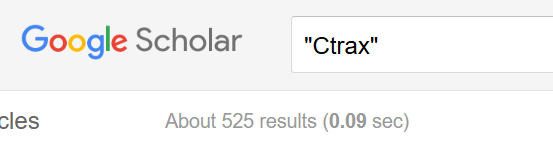 Google Scholar "Ctrax"
cles About 525 results (0.09 sec)